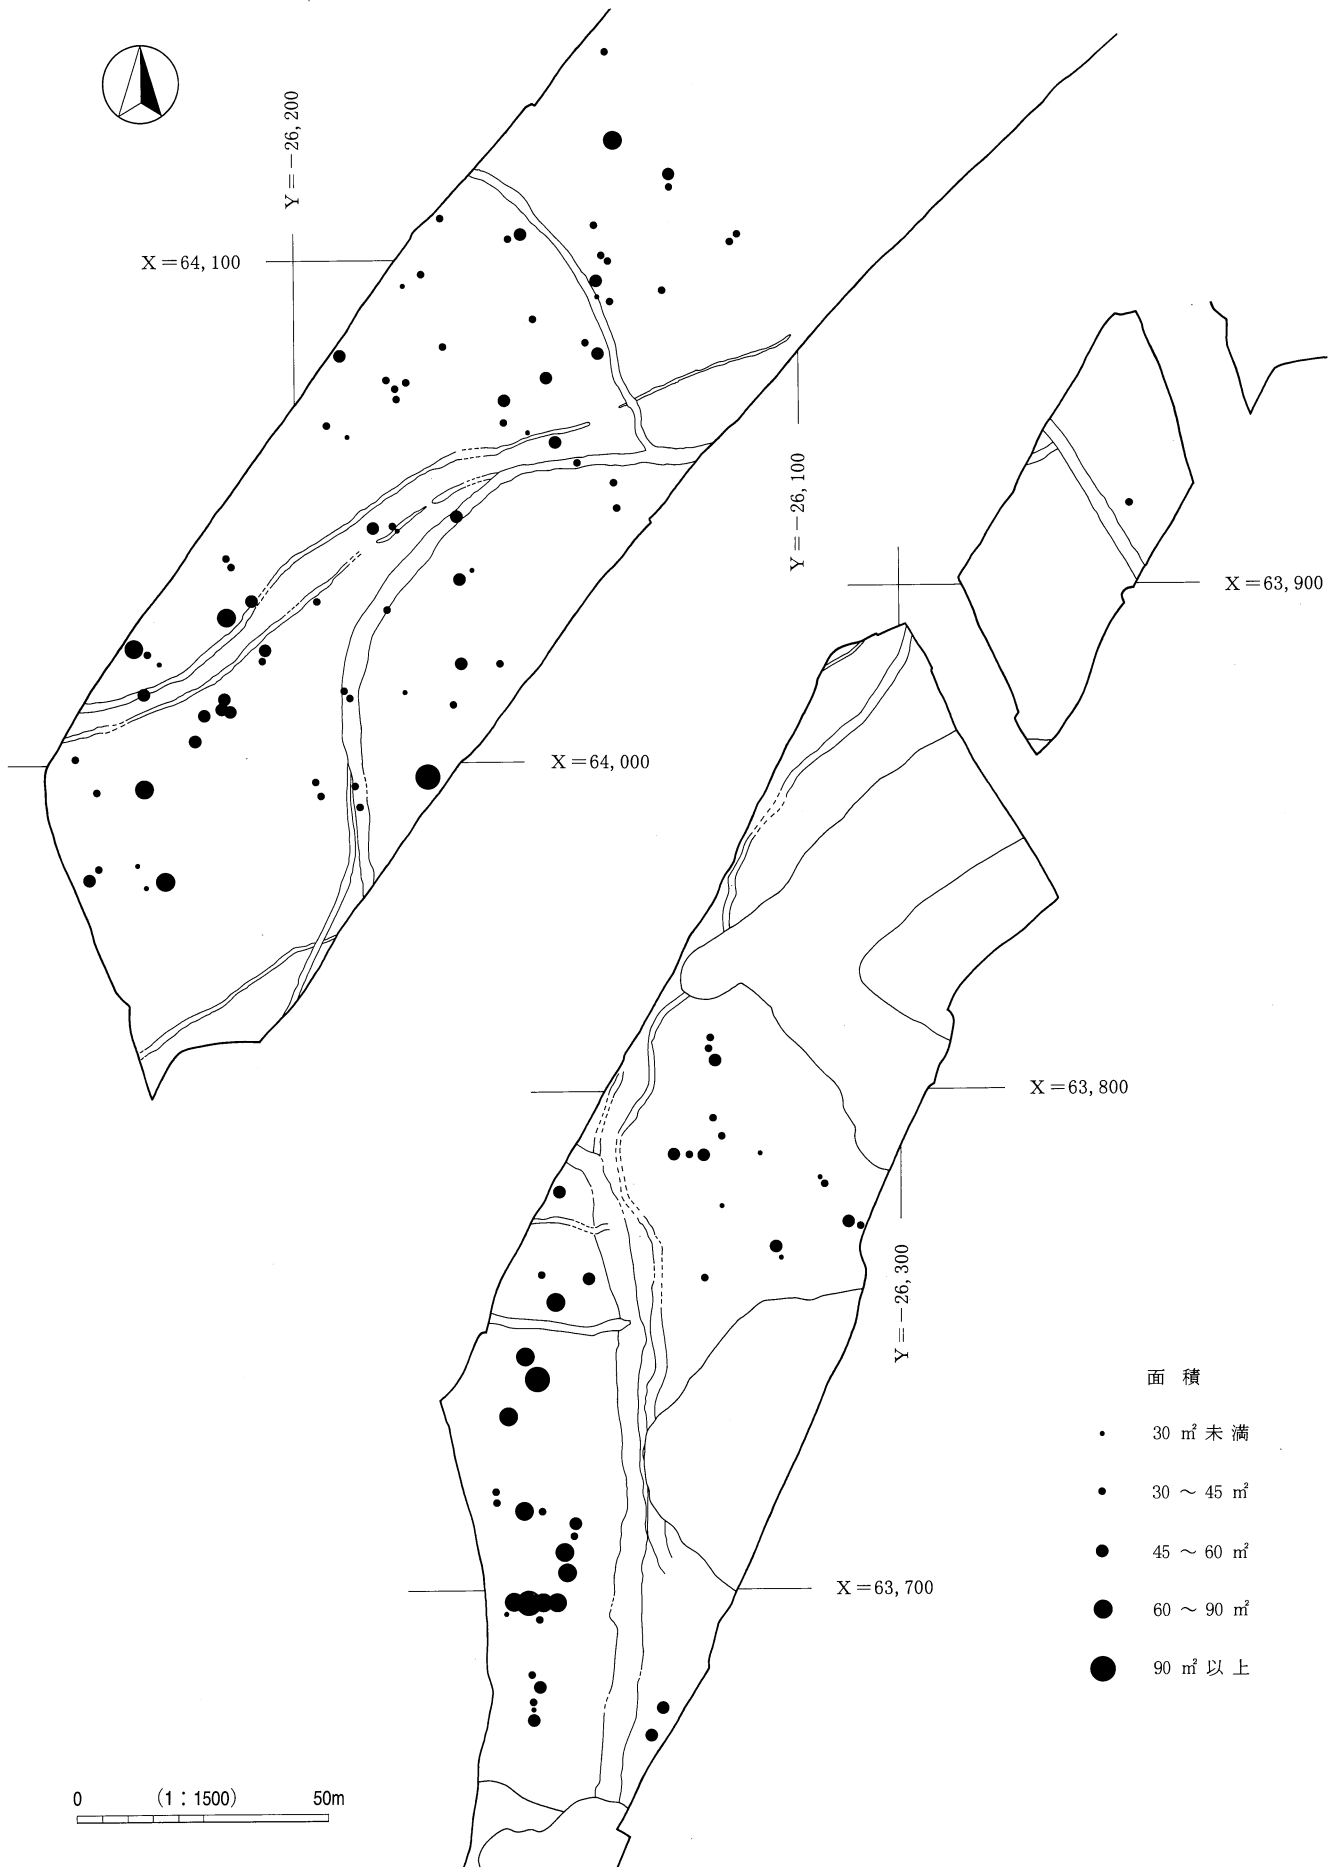 Y＝－26,200
X＝64,100
Y＝－26,100
X＝63,900
X＝64,000
X＝63,800
Y＝－26,300
面 積
30 ㎡ 未 満
30 ～ 45 ㎡
45 ～ 60 ㎡
60 ～ 90 ㎡
90 ㎡ 以 上
X＝63,700
0 （1：1500） 50m